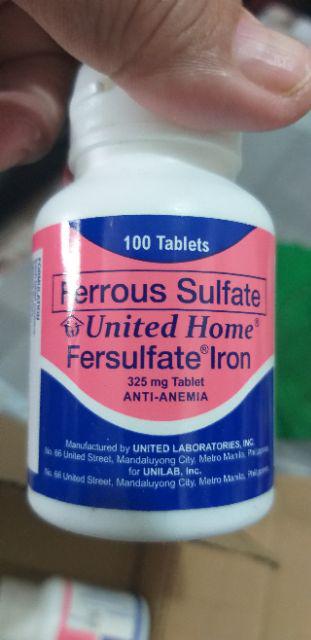 100 Tablets
Ferrous Sulfate
United Home®
Fersulfate® Iron
325 mg Tablet
ANTI-ANEMIA
Manufactured by UNITED LABORATORIES, INC.
No. 66 United Street, Mandaluyong City, Metro Manila, Philippines
for UNILAB, Inc.
No. 66 United Street, Mandaluyong City, Metro Manila, Philippines